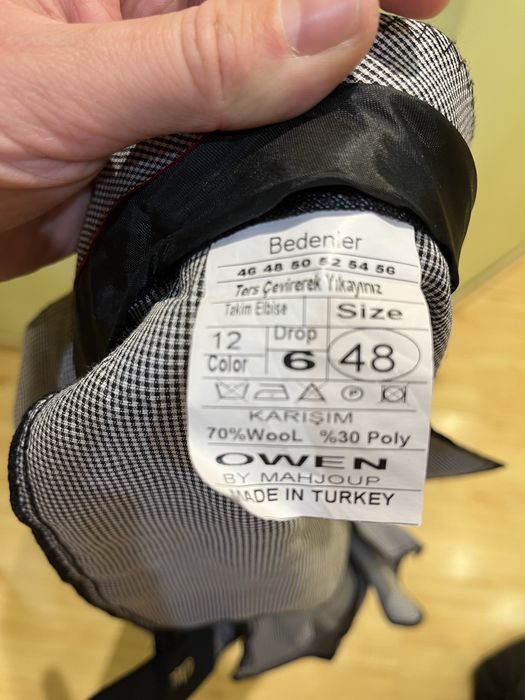 Bedenler
46 48 50 52 54 56
Ters Çevirerek Yıkayınız
Takim Elbise
Size
12
Color
Drop
6
48
P
KARIŞIM
70%WooL %30 Poly
OWEN
BY MAHJOUP
MADE IN TURKEY